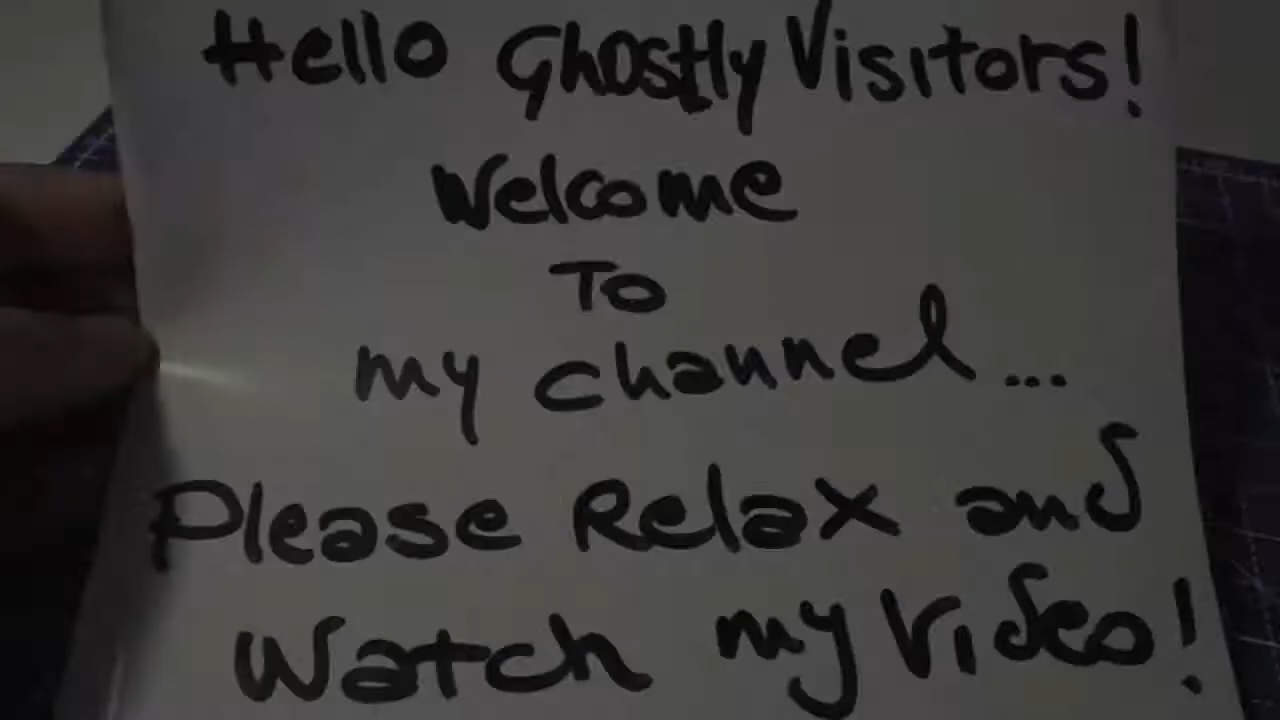 Hello Ghostly Visitors!
Welcome
To
my channel...
Please Relax and
Watch my Video!